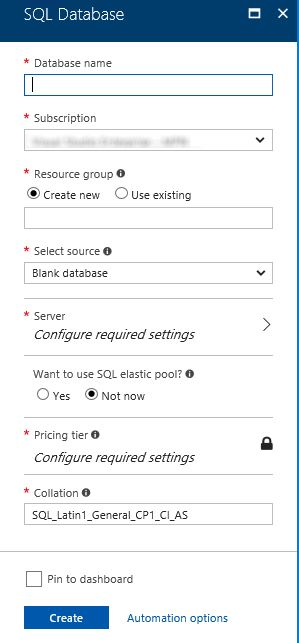 SQL Database
* Database name
* Subscription
* Resource group
Create new Use existing
* Select source
Blank database
* Server
Configure required settings
Want to use SQL elastic pool?
Yes Not now
* Pricing tier
Configure required settings
* Collation
SQL_Latin1_General_CP1_CI_AS
Pin to dashboard
Create Automation options